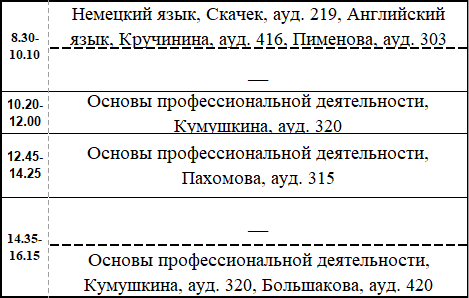 8.30-
10.10
Немецкий язык, Скачек, ауд. 219, Английский
язык, Кручинина, ауд. 416, Пименова, ауд. 303
—
10.20-
12.00
Основы профессиональной деятельности,
Кумушкина, ауд. 320
12.45-
14.25
Основы профессиональной деятельности,
Пахомова, ауд. 315
14.35-
16.15
—
Основы профессиональной деятельности,
Кумушкина, ауд. 320, Большакова, ауд. 420